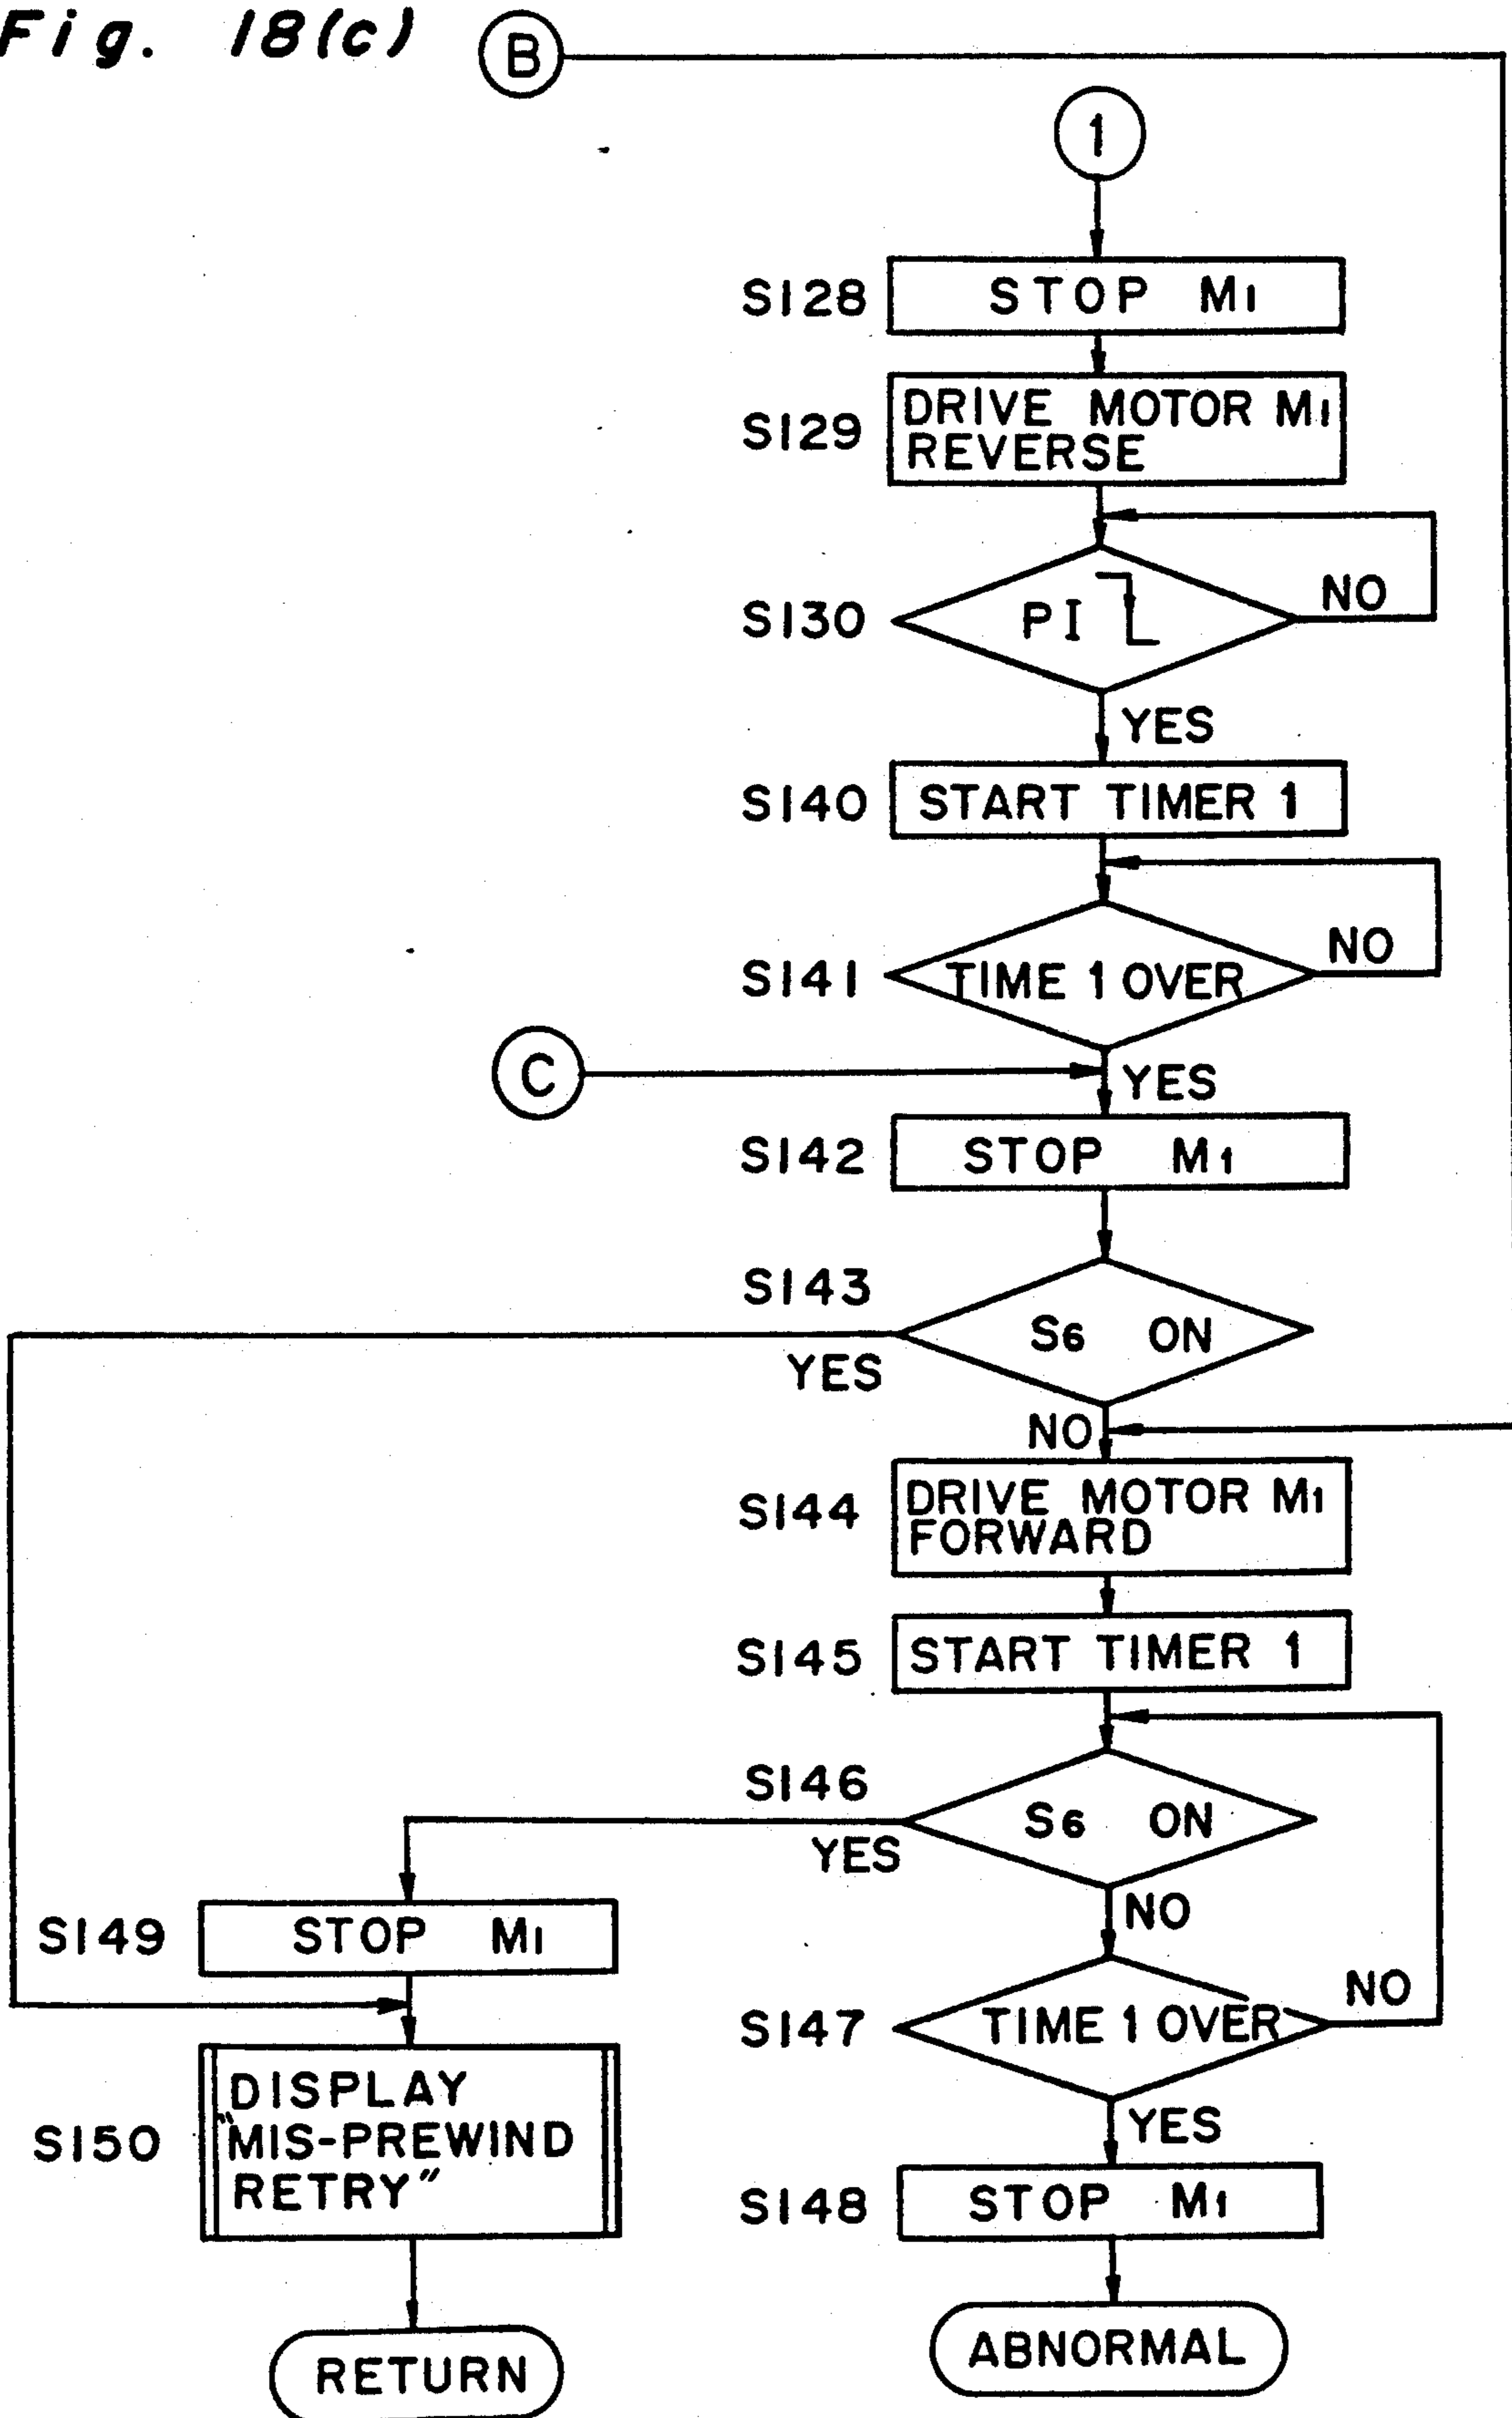 Fig. 18(c)
B
1
S128
STOP M1
S129
DRIVE MOTOR M1
REVERSE
S130
PI
NO
YES
S140
START TIMER 1
S141
TIME 1 OVER
NO
C
YES
S142
STOP M1
S143
S6 ON
YES
NO
S144
DRIVE MOTOR M1
FORWARD
S145
START TIMER 1
S146
S6 ON
YES
NO
S149
STOP M1
S147
TIME 1 OVER
NO
S150
DISPLAY
"MIS-PREWIND
RETRY"
YES
S148
STOP M1
RETURN
ABNORMAL